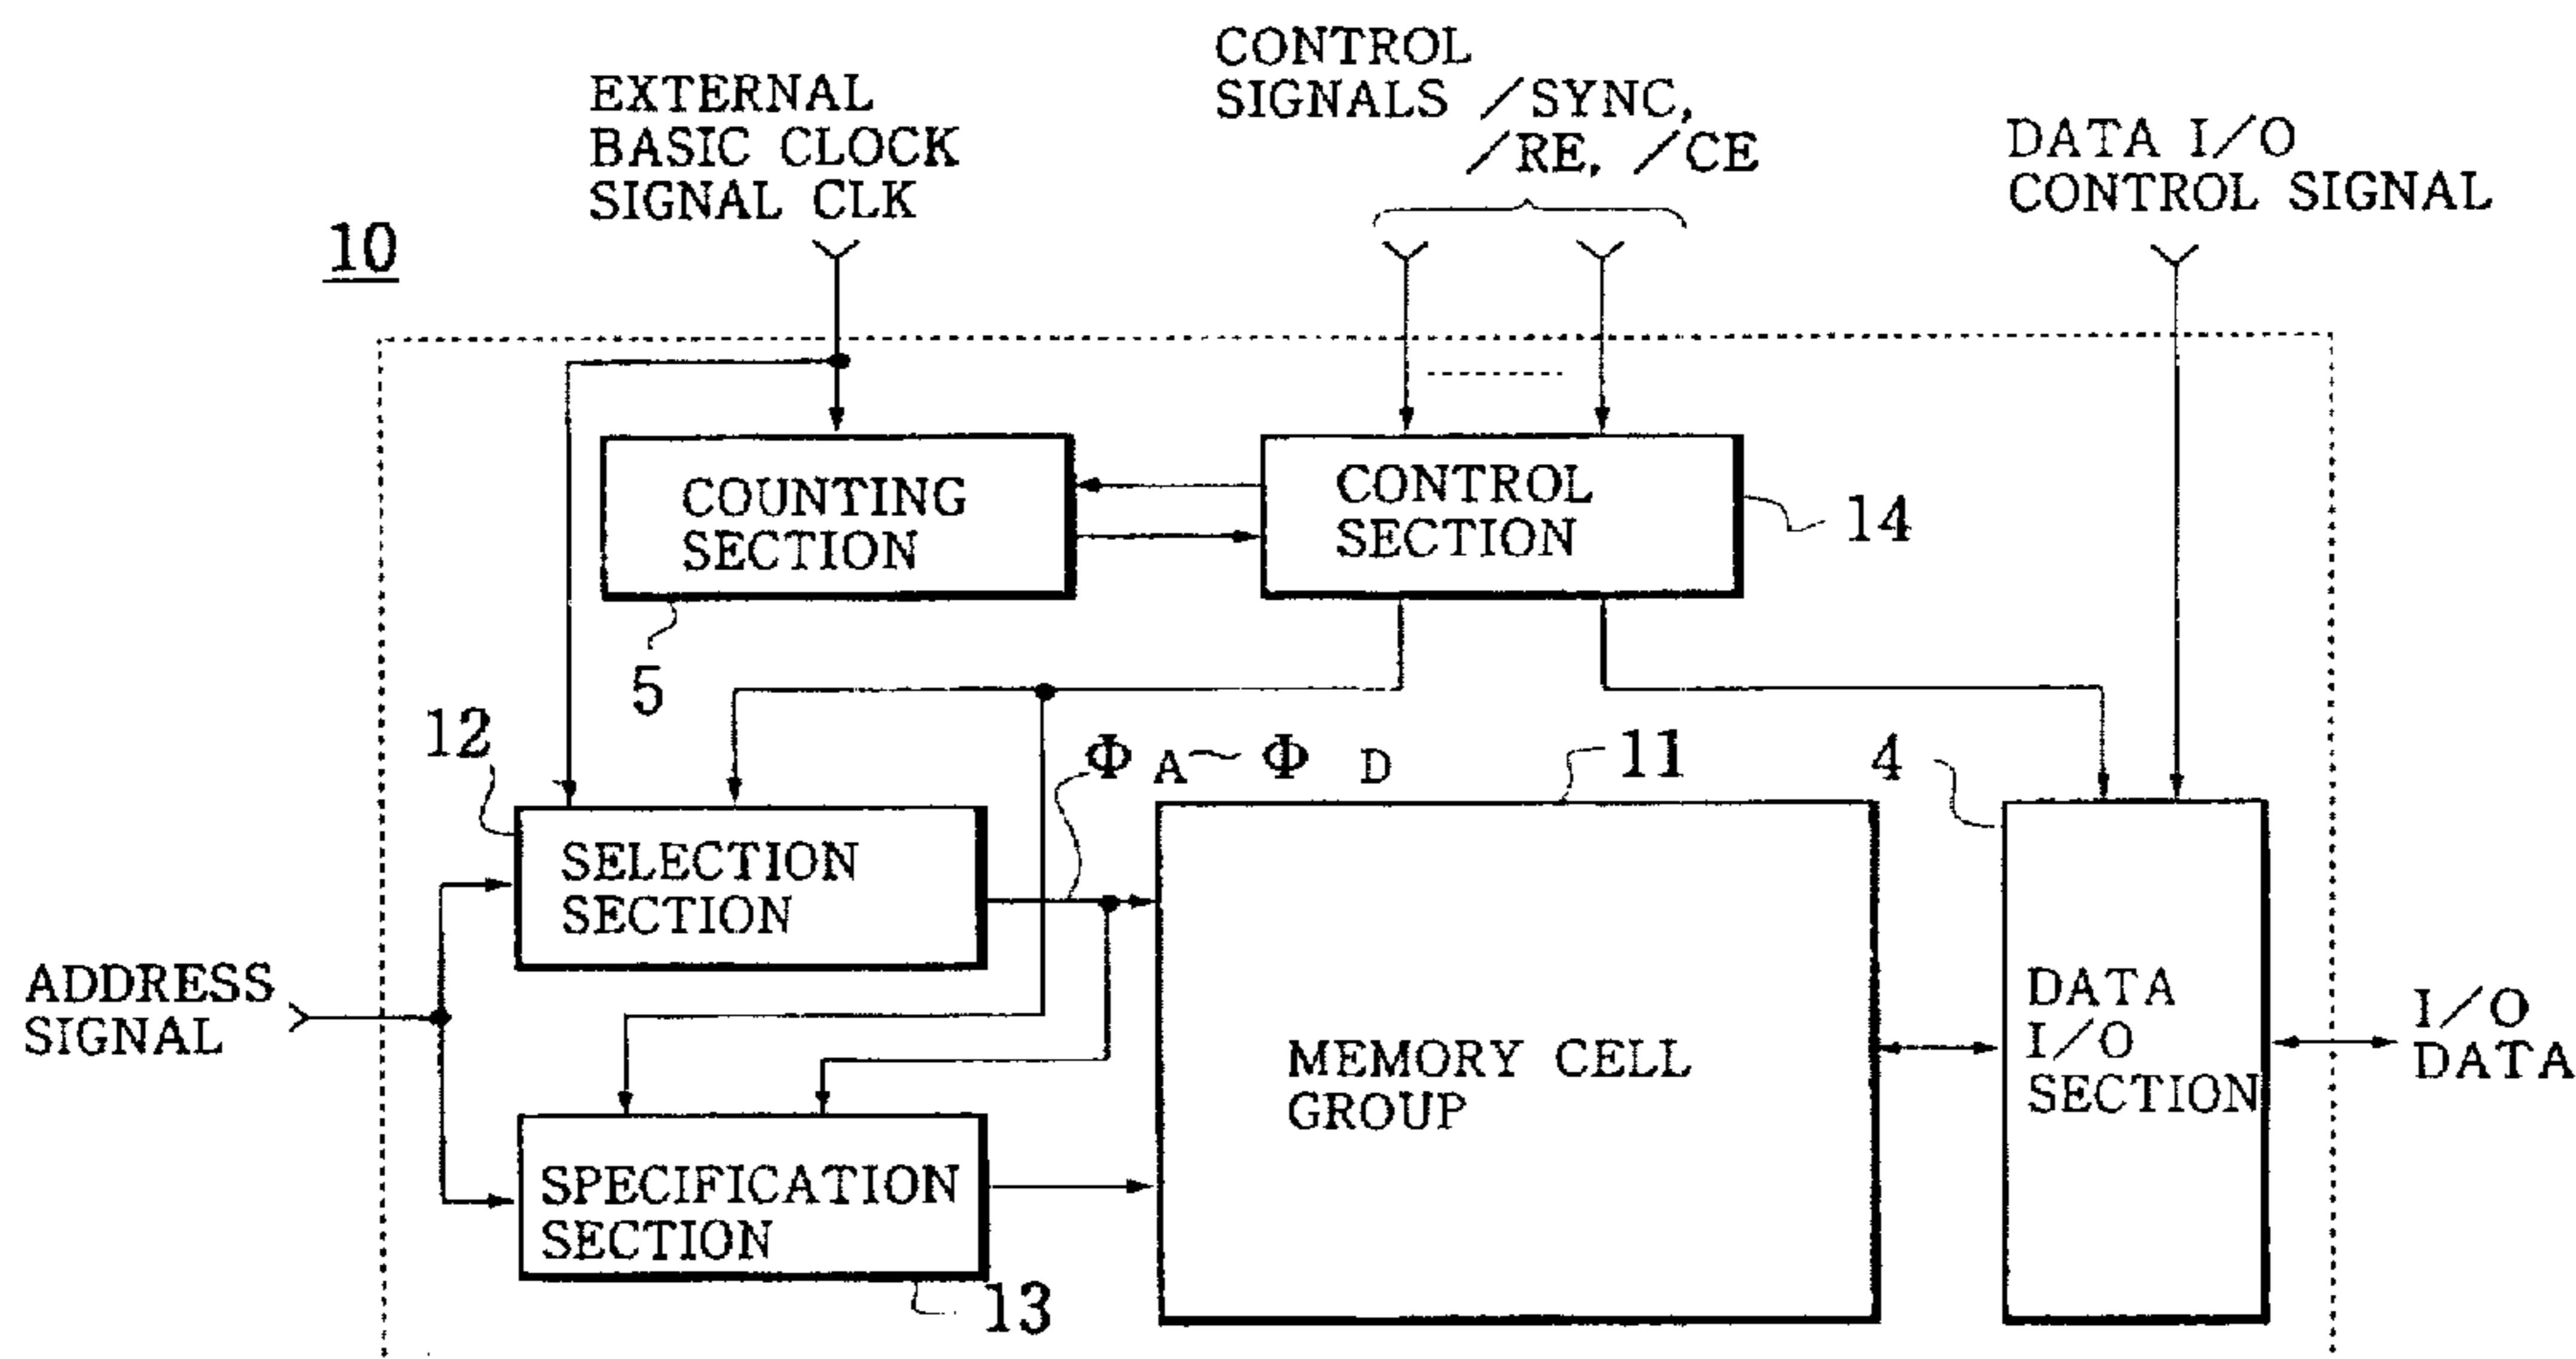 CONTROL
SIGNALS /SYNC,
/RE, /CE
EXTERNAL
BASIC CLOCK
SIGNAL CLK
DATA I/O
CONTROL SIGNAL
10
COUNTING
SECTION
CONTROL
SECTION
14
5
12
Φ A~Φ D
11
4
SELECTION
SECTION
ADDRESS
SIGNAL
MEMORY CELL
GROUP
DATA
I/O
SECTION
I/O
DATA
SPECIFICATION
SECTION
13